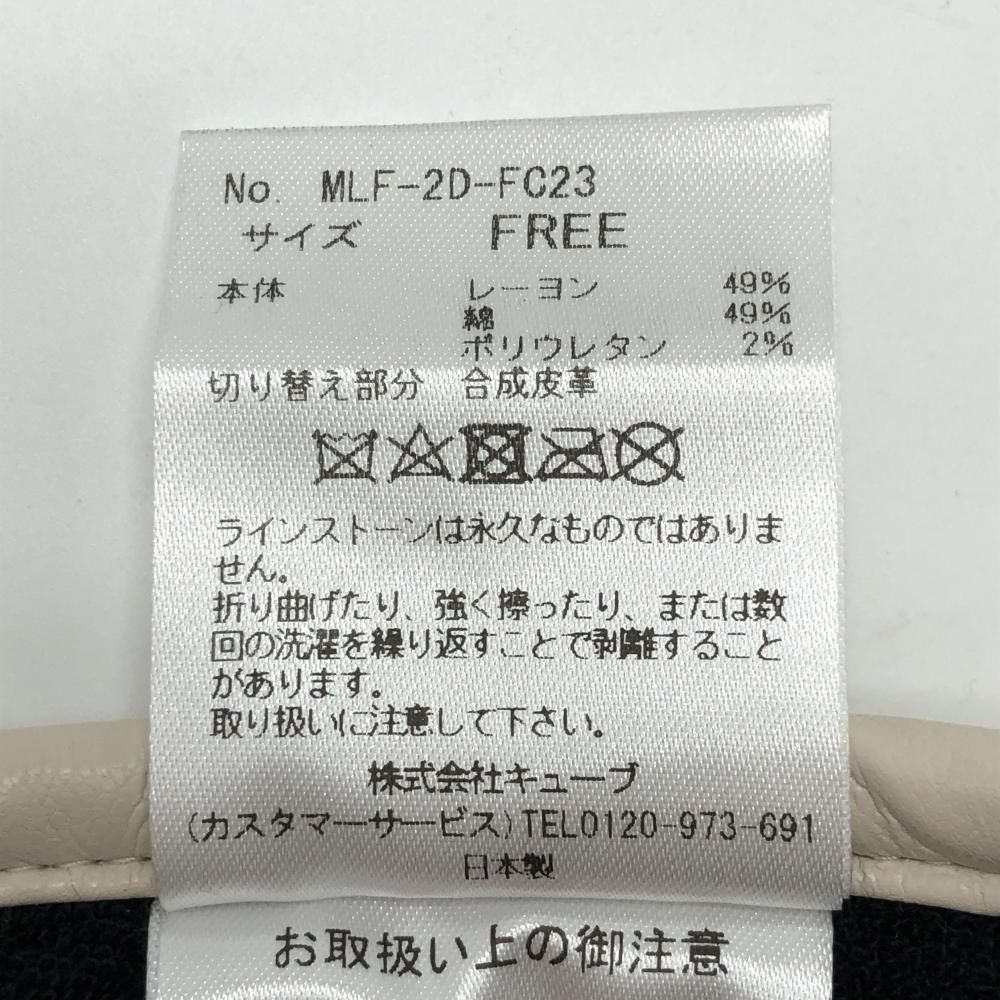 No. MLF-2D-FC23
サイズ FREE
本体 レーヨン 49%
綿 49%
ポリウレタン 2%
切り替え部分 合成皮革
ラインストーンは永久なものではありま
せん。
折り曲げたり、強く擦ったり、または数
回の洗濯を繰り返すことで剥離すること
があります。
取り扱いに注意して下さい。
株式会社キューブ
(カスタマーサービス)TEL0120-973-691
日本製
お取扱い上の御注意